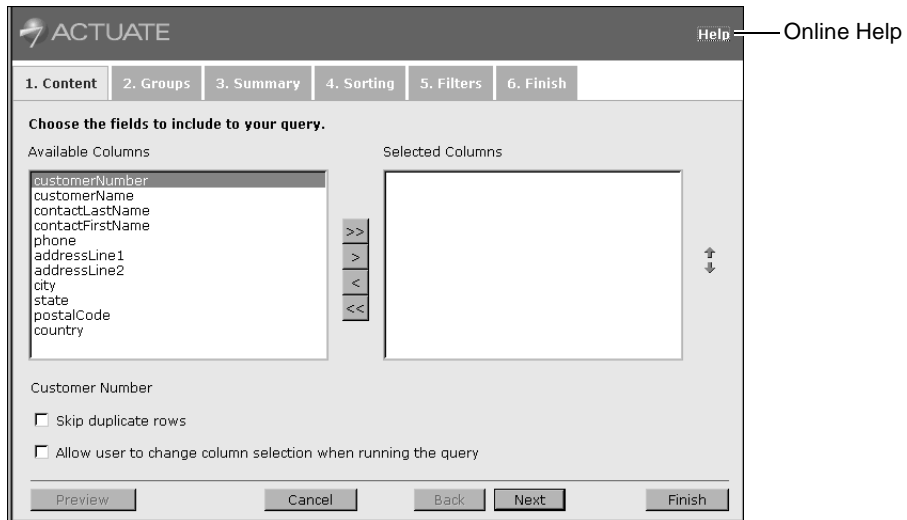 ACTUATE
Help
Online Help
1. Content
2. Groups
3. Summary
4. Sorting
5. Filters
6. Finish
Choose the fields to include to your query.
Available Columns
Selected Columns
customerNumber
customerName
contactLastName
contactFirstName
phone
addressLine1
addressLine2
city
state
postalCode
country
>>
>
<
<<
Customer Number
Skip duplicate rows
Allow user to change column selection when running the query
Preview
Cancel
Back
Next
Finish